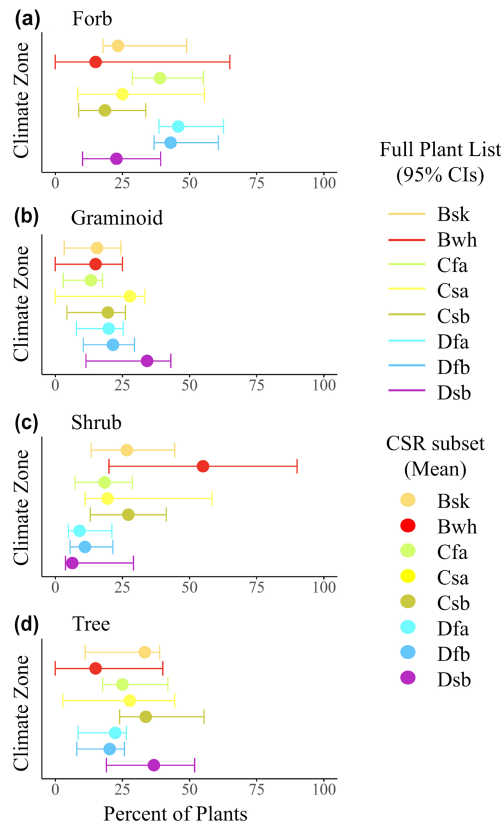 (a) Forb
Climate Zone
0 25 50 75 100
(b) Graminoid
Climate Zone
0 25 50 75 100
(c) Shrub
Climate Zone
0 25 50 75 100
(d) Tree
Climate Zone
0 25 50 75 100
Percent of Plants
Full Plant List
(95% CIs)
Bsk
Bwh
Cfa
Csa
Csb
Dfa
Dfb
Dsb
CSR subset
(Mean)
Bsk
Bwh
Cfa
Csa
Csb
Dfa
Dfb
Dsb